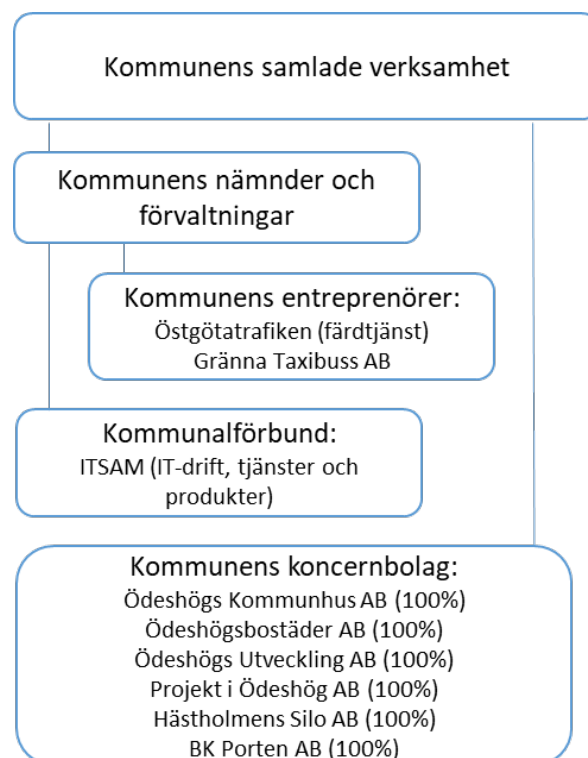 Kommunens samlade verksamhet
Kommunens nämnder och
förvaltningar
Kommunens entreprenörer:
Östgötatrafiken (färdtjänst)
Gränna Taxibuss AB
Kommunalförbund:
ITSAM (IT-drift, tjänster och
produkter)
Kommunens koncernbolag:
Ödeshögs Kommunhus AB (100%)
Ödeshögsbostäder AB (100%)
Ödeshögs Utveckling AB (100%)
Projekt i Ödeshög AB (100%)
Hästholmens Silo AB (100%)
BK Porten AB (100%)